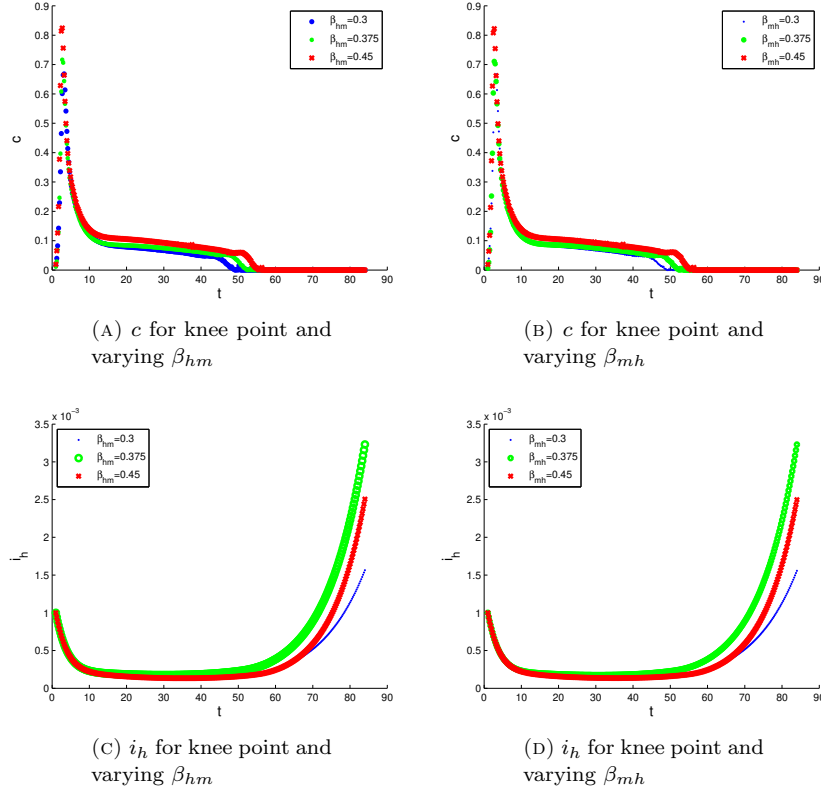 β_hm=0.3
β_hm=0.375
β_hm=0.45
0.9
0.8
0.7
0.6
0.5
0.4
0.3
0.2
0.1
0
c
0 10 20 30 40 50 60 70 80 90
t
(A) c for knee point and
varying β_hm
β_mh=0.3
β_mh=0.375
β_mh=0.45
0.9
0.8
0.7
0.6
0.5
0.4
0.3
0.2
0.1
0
c
0 10 20 30 40 50 60 70 80 90
t
(B) c for knee point and
varying β_mh
x 10^-3
β_hm=0.3
β_hm=0.375
β_hm=0.45
3.5
3
2.5
2
1.5
1
0.5
0
i_h
0 10 20 30 40 50 60 70 80 90
t
(C) i_h for knee point and
varying β_hm
x 10^-3
β_mh=0.3
β_mh=0.375
β_mh=0.45
3.5
3
2.5
2
1.5
1
0.5
0
i_h
0 10 20 30 40 50 60 70 80 90
t
(D) i_h for knee point and
varying β_mh